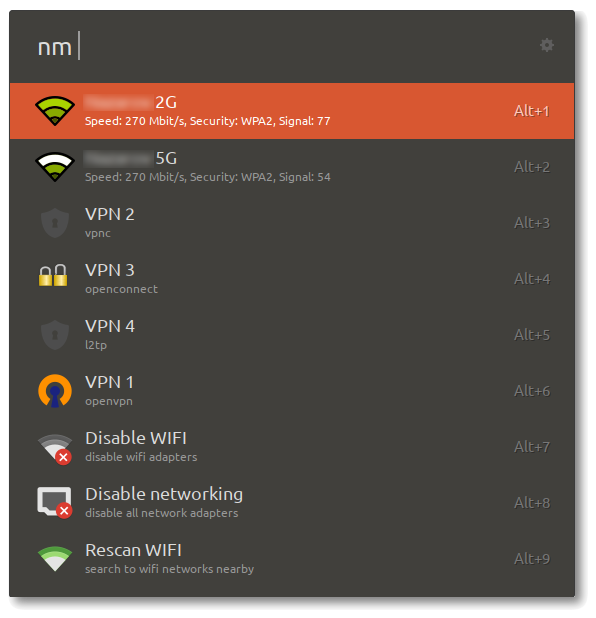 nm
2G
Speed: 270 Mbit/s, Security: WPA2, Signal: 77
Alt+1
5G
Speed: 270 Mbit/s, Security: WPA2, Signal: 54
Alt+2
VPN 2
vpnc
Alt+3
VPN 3
openconnect
Alt+4
VPN 4
l2tp
Alt+5
VPN 1
openvpn
Alt+6
Disable WIFI
disable wifi adapters
Alt+7
Disable networking
disable all network adapters
Alt+8
Rescan WIFI
search to wifi networks nearby
Alt+9